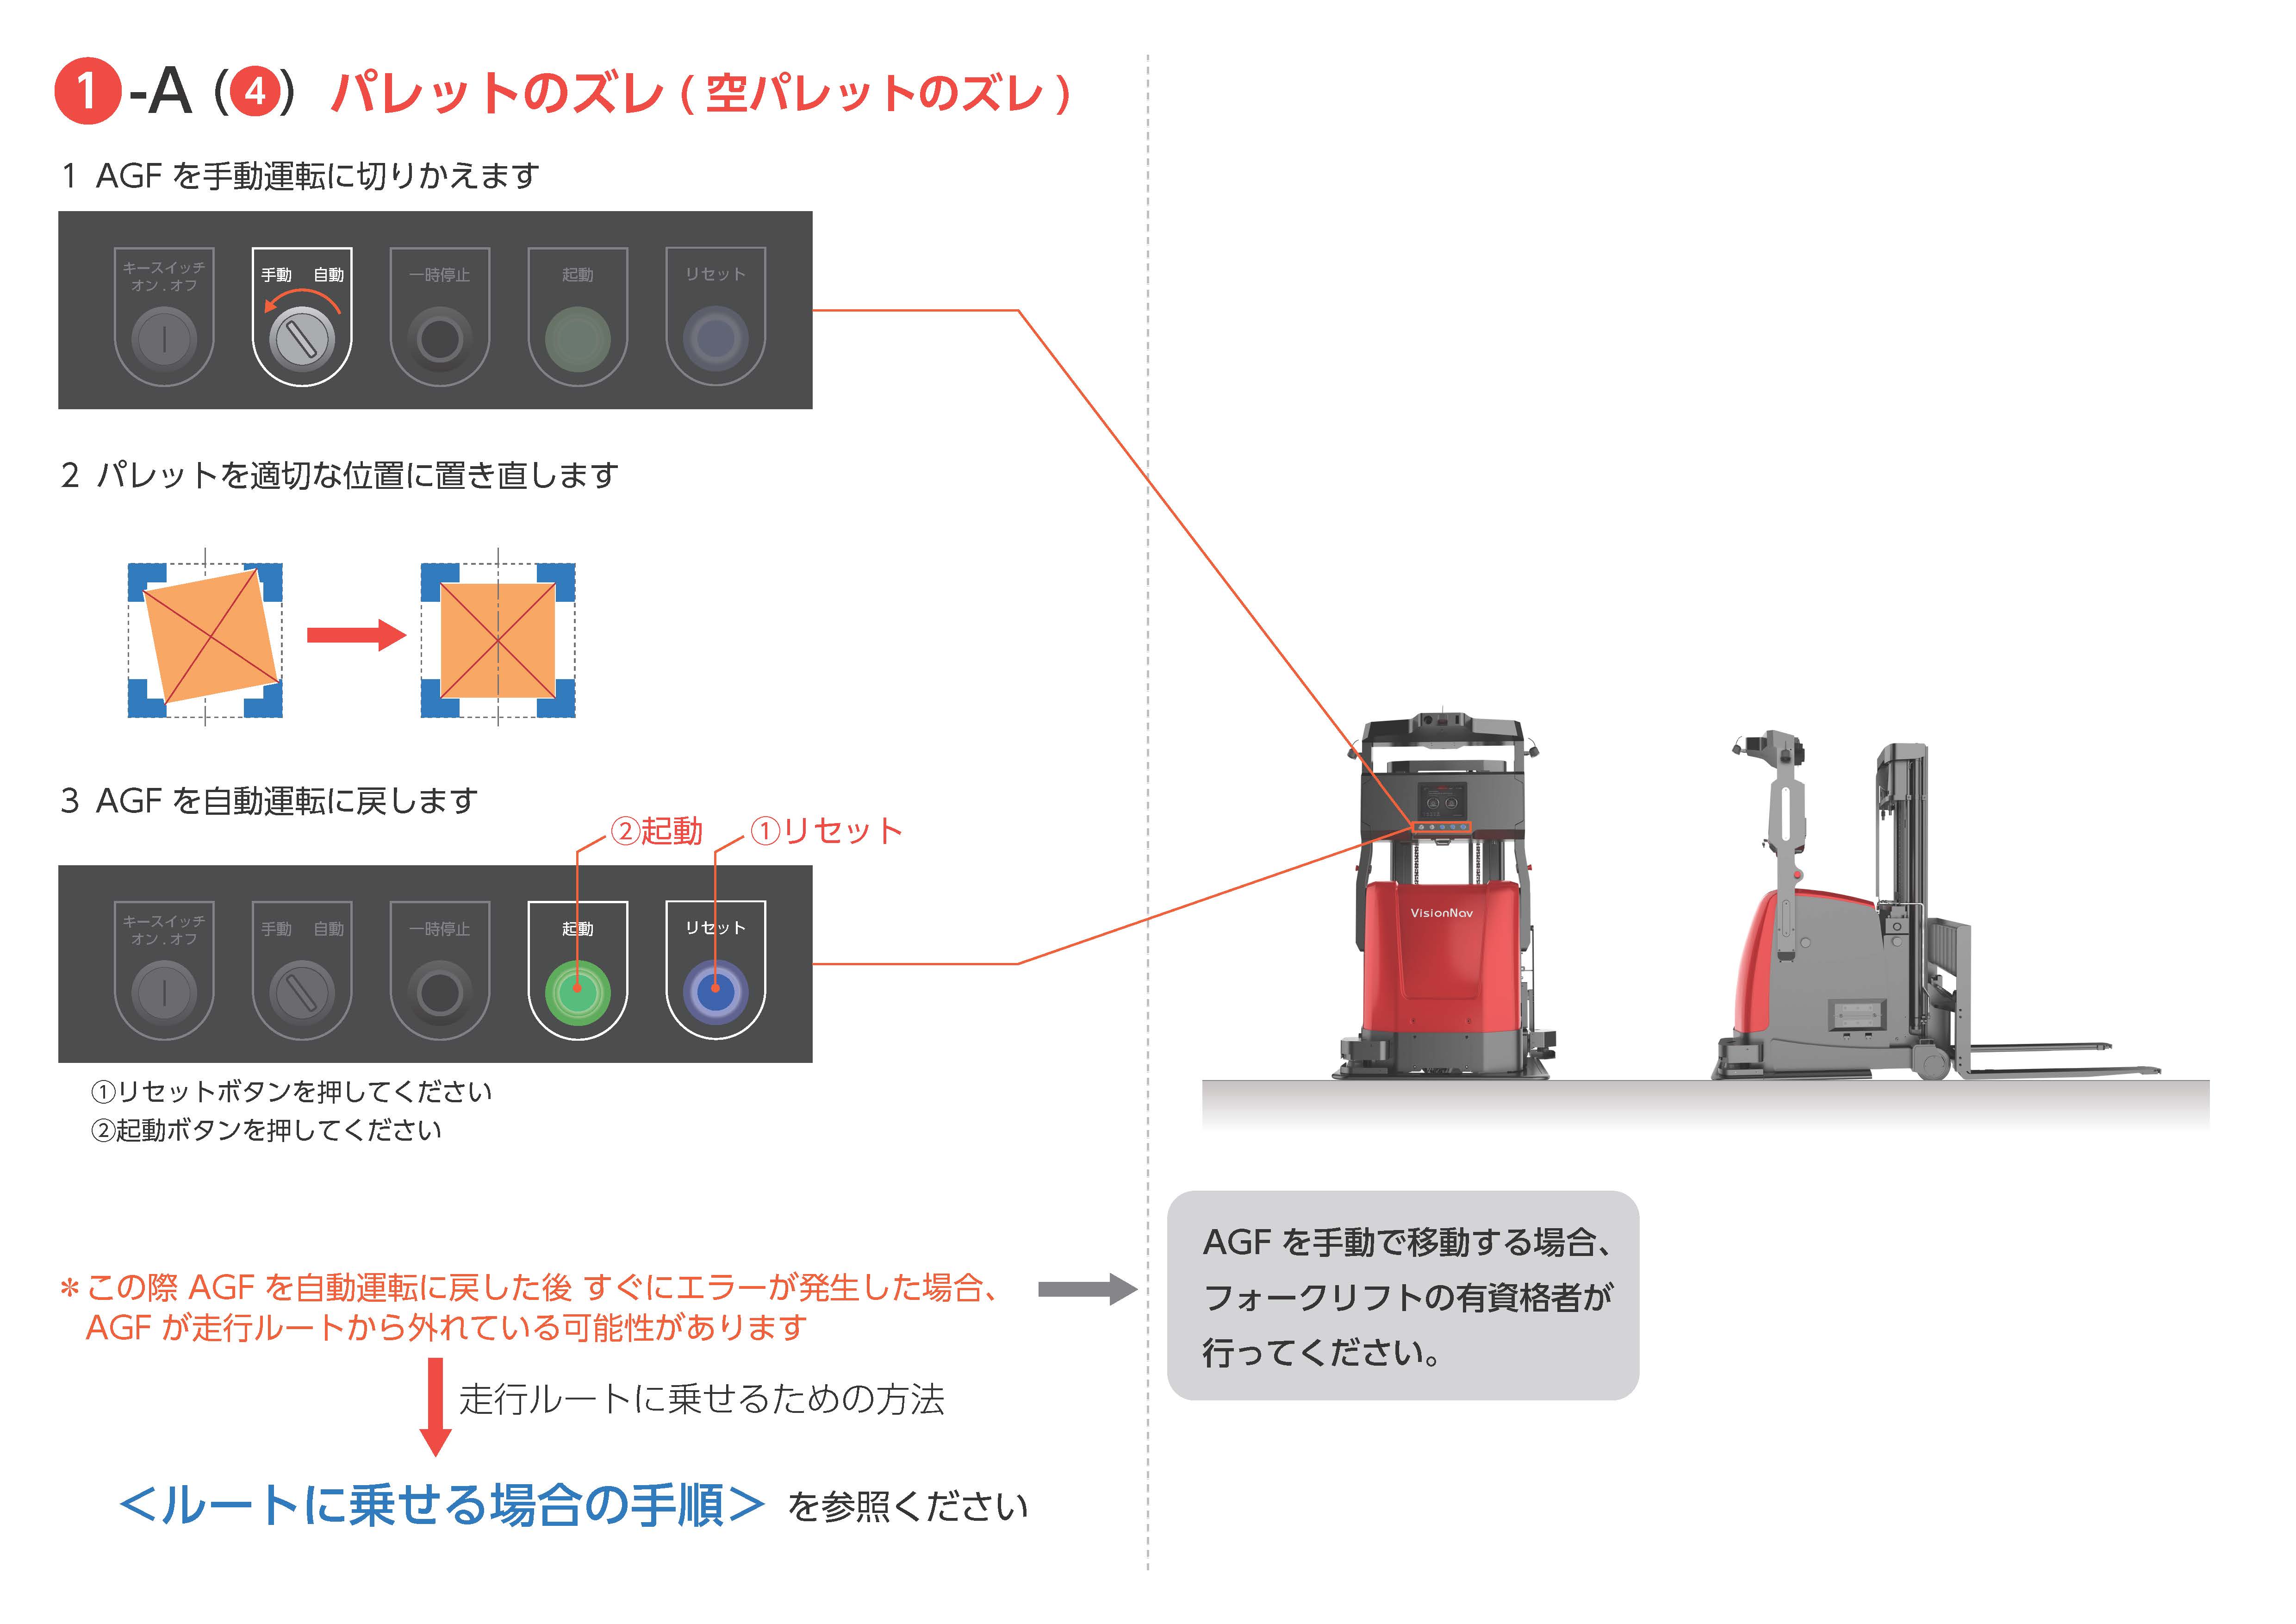 1-A (4) パレットのズレ ( 空パレットのズレ )
1 AGF を手動運転に切りかえます
キースイッチ
オン . オフ
手動 自動
一時停止
起動
リセット
2 パレットを適切な位置に置き直します
3 AGF を自動運転に戻します
②起動 ①リセット
キースイッチ
オン . オフ
手動 自動
一時停止
起動
リセット
①リセットボタンを押してください
②起動ボタンを押してください
＊この際 AGF を自動運転に戻した後 すぐにエラーが発生した場合、
AGF が走行ルートから外れている可能性があります
走行ルートに乗せるための方法
＜ルートに乗せる場合の手順＞ を参照ください
VisionNav
AGF を手動で移動する場合、
フォークリフトの有資格者が
行ってください。